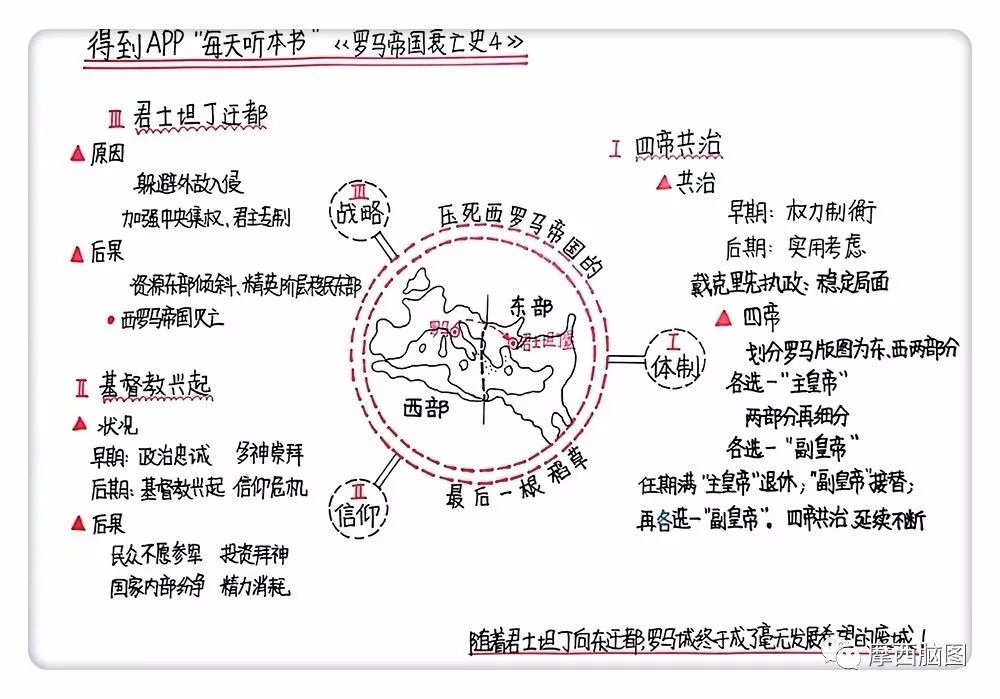 得到APP“每天听本书”《罗马帝国衰亡史4》
压死西罗马帝国的
最后一根稻草
东部
西部
罗马
君士坦堡
Ⅰ
体制
Ⅰ 四帝共治
共治
早期：权力制衡
后期：实用考虑
戴克里先执政：稳定局面
四帝
划分罗马版图为东、西两部分
各选一“主皇帝”
两部分再细分
各选一“副皇帝”
任期满“主皇帝”退休；“副皇帝”接替；
再各选一“副皇帝”。四帝共治延续不断
Ⅱ
信仰
Ⅱ 基督教兴起
状况
早期：政治忠诚 多神崇拜
后期：基督教兴起 信仰危机
后果
民众不愿参军 投资拜神
国家内部纷争 精力消耗
Ⅲ
战略
Ⅲ 君士坦丁迁都
原因
躲避外敌入侵
加强中央集权、君主专制
后果
资源东部倾斜、精英阶层移民东部
西罗马帝国灭亡
随着君士坦丁向东迁都，罗马城终于成了毫无发展希望的废城！
摩西脑图